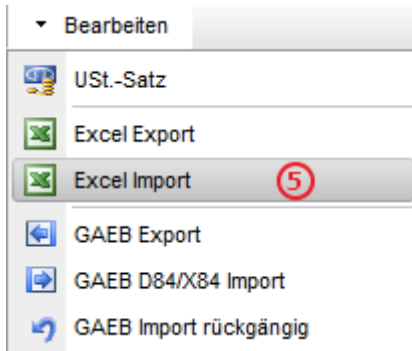 Bearbeiten
USt.-Satz
Excel Export
Excel Import 5
GAEB Export
GAEB D84/X84 Import
GAEB Import rückgängig